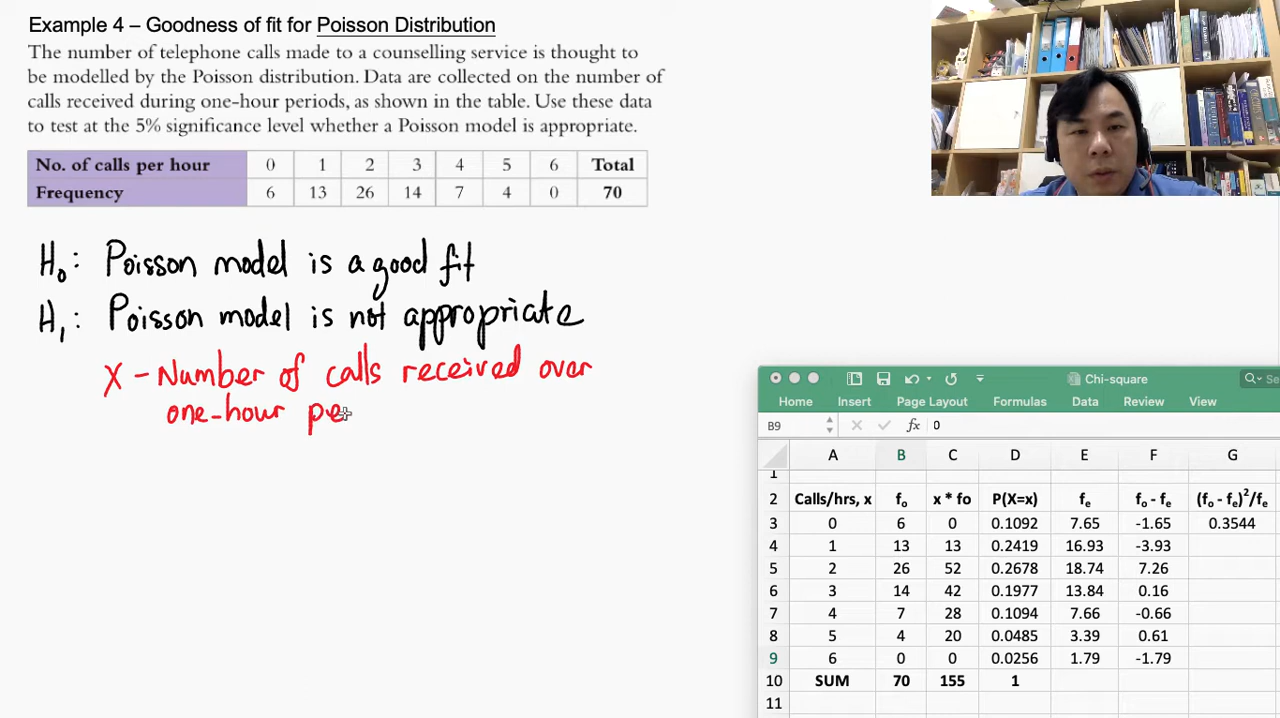 Example 4 – Goodness of fit for Poisson Distribution
The number of telephone calls made to a counselling service is thought to
be modelled by the Poisson distribution. Data are collected on the number of
calls received during one-hour periods, as shown in the table. Use these data
to test at the 5% significance level whether a Poisson model is appropriate.
No. of calls per hour 0 1 2 3 4 5 6 Total
Frequency 6 13 26 14 7 4 0 70
H₀: Poisson model is a good fit
H₁: Poisson model is not appropriate
X – Number of calls received over
one-hour pe
Chi-square
Home Insert Page Layout Formulas Data Review View
B9 fx 0
A B C D E F G
1
2 Calls/hrs, x fₒ x * fo P(X=x) fₑ fₒ - fₑ (fₒ - fₑ)²/fₑ
3 0 6 0 0.1092 7.65 -1.65 0.3544
4 1 13 13 0.2419 16.93 -3.93
5 2 26 52 0.2678 18.74 7.26
6 3 14 42 0.1977 13.84 0.16
7 4 7 28 0.1094 7.66 -0.66
8 5 4 20 0.0485 3.39 0.61
9 6 0 0 0.0256 1.79 -1.79
10 SUM 70 155 1
11